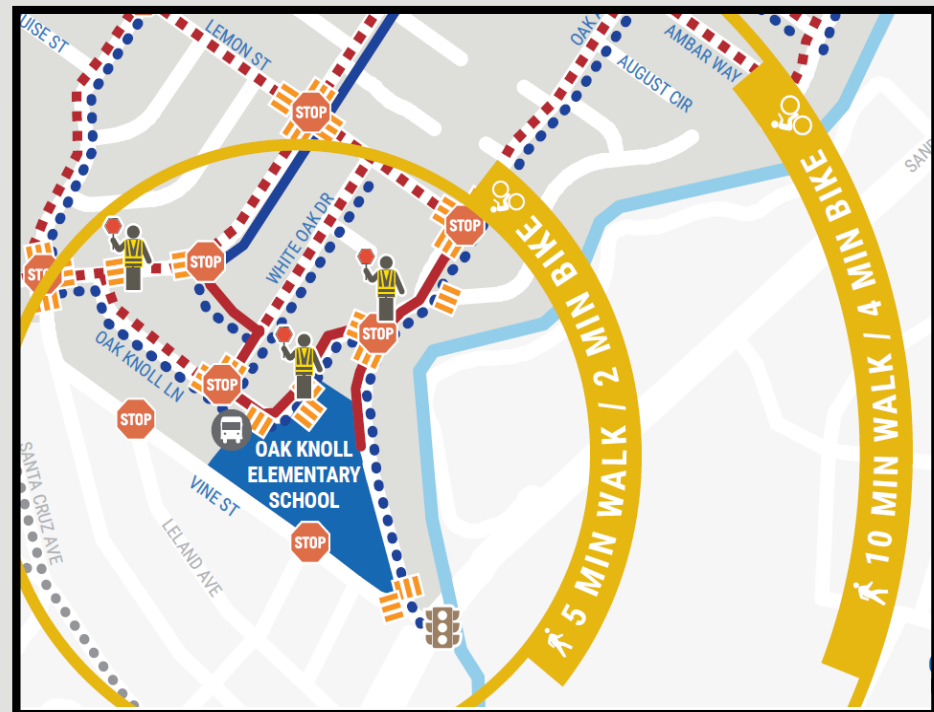 UISE ST
LEMON ST
OAK
AMBAR WAY
AUGUST CIR
SAN
STOP
WHITE OAK DR
STOP
STOP
STOP
STOP
OAK KNOLL LN
STOP
STOP
OAK KNOLL
ELEMENTARY
SCHOOL
VINE ST
STOP
SANTA CRUZ AVE
LELAND AVE
5 MIN WALK / 2 MIN BIKE
10 MIN WALK / 4 MIN BIKE